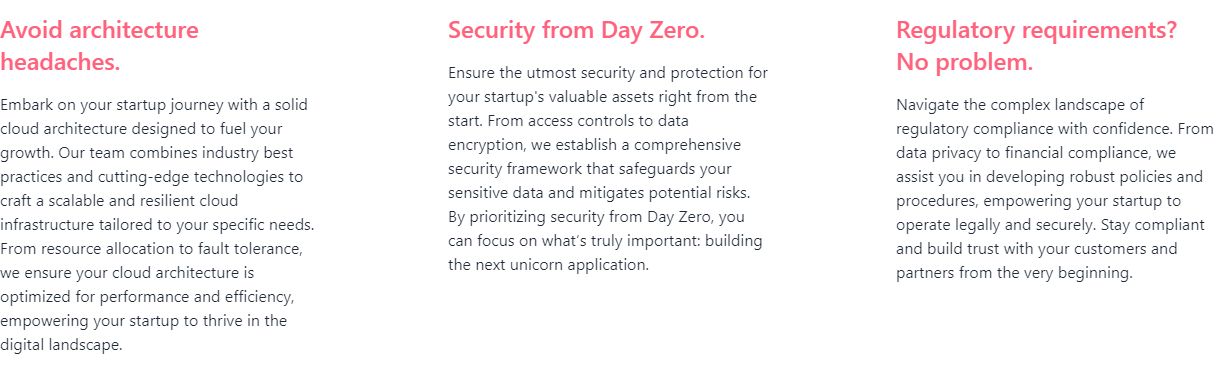 Avoid architecture
headaches.
Embark on your startup journey with a solid
cloud architecture designed to fuel your
growth. Our team combines industry best
practices and cutting-edge technologies to
craft a scalable and resilient cloud
infrastructure tailored to your specific needs.
From resource allocation to fault tolerance,
we ensure your cloud architecture is
optimized for performance and efficiency,
empowering your startup to thrive in the
digital landscape.
Security from Day Zero.
Ensure the utmost security and protection for
your startup's valuable assets right from the
start. From access controls to data
encryption, we establish a comprehensive
security framework that safeguards your
sensitive data and mitigates potential risks.
By prioritizing security from Day Zero, you
can focus on what’s truly important: building
the next unicorn application.
Regulatory requirements?
No problem.
Navigate the complex landscape of
regulatory compliance with confidence. From
data privacy to financial compliance, we
assist you in developing robust policies and
procedures, empowering your startup to
operate legally and securely. Stay compliant
and build trust with your customers and
partners from the very beginning.